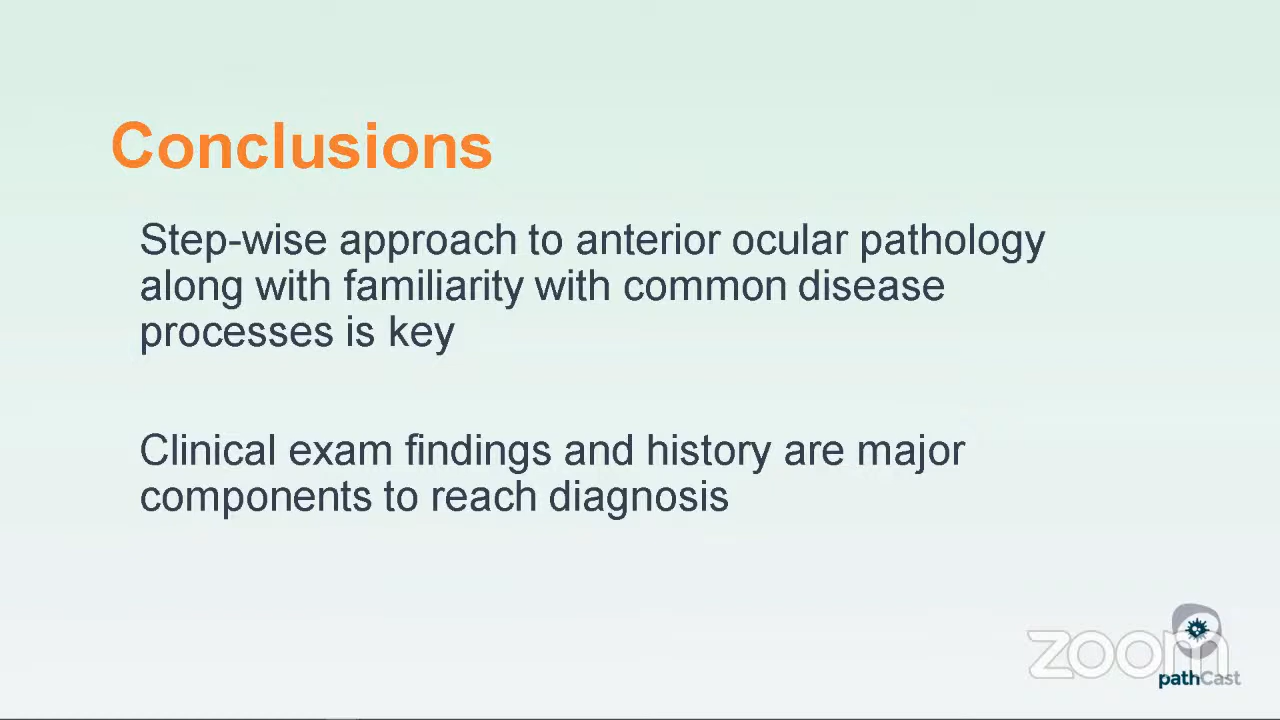 Conclusions
Step-wise approach to anterior ocular pathology
along with familiarity with common disease
processes is key
Clinical exam findings and history are major
components to reach diagnosis
zoom
pathCast